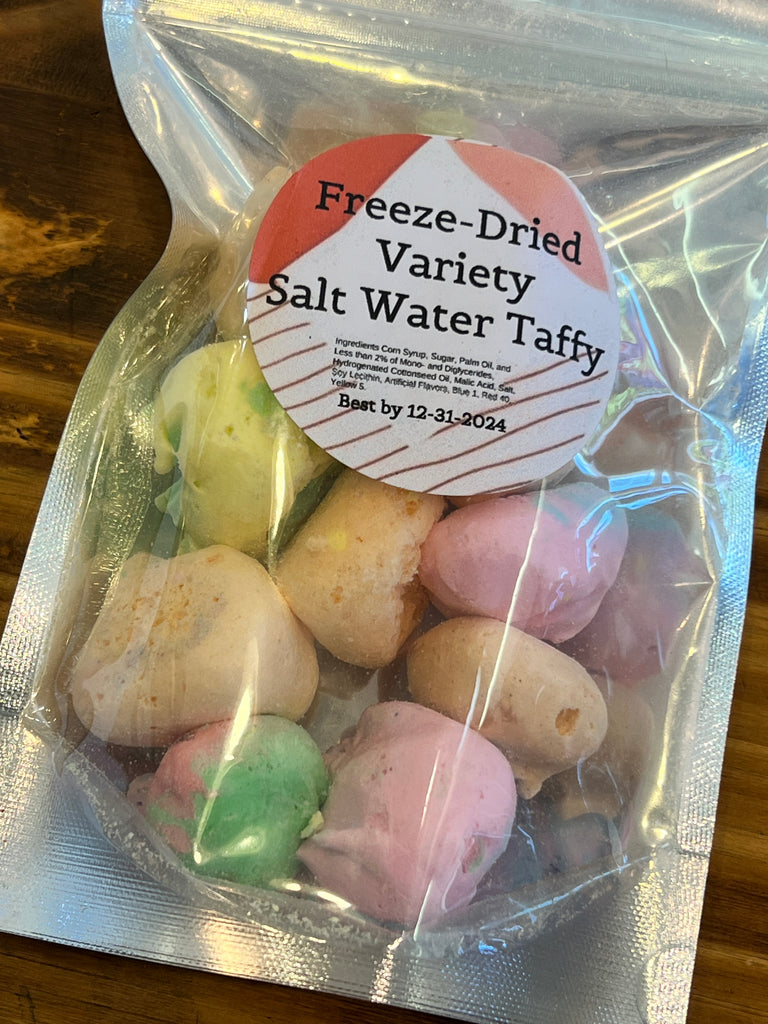 Freeze-Dried
Variety
Salt Water Taffy
Ingredients Corn Syrup, Sugar, Palm Oil, and
Less than 2% of Mono- and Diglycerides,
Hydrogenated Cottonseed Oil, Malic Acid, Salt,
Soy Lecithin, Artificial Flavors, Blue 1, Red 40,
Yellow 5.
Best by 12-31-2024